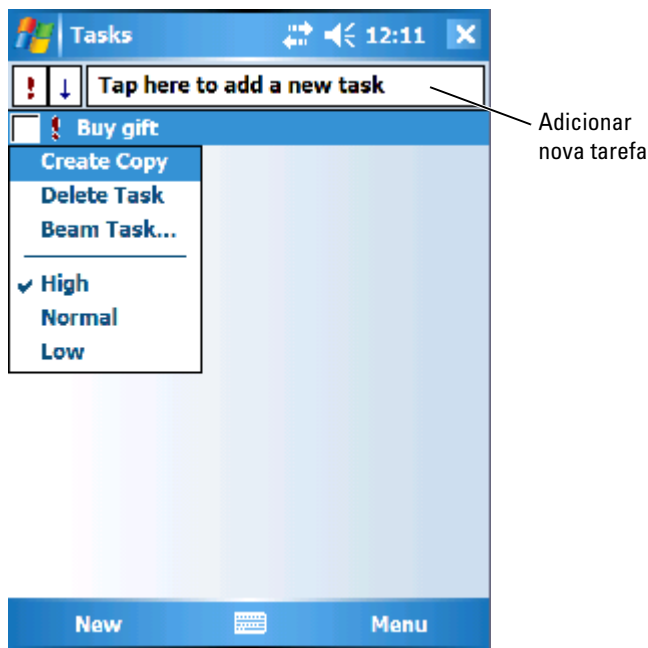 Tasks 12:11
! ↓ Tap here to add a new task
Adicionar
nova tarefa
! Buy gift
Create Copy
Delete Task
Beam Task...
✓ High
Normal
Low
New Menu